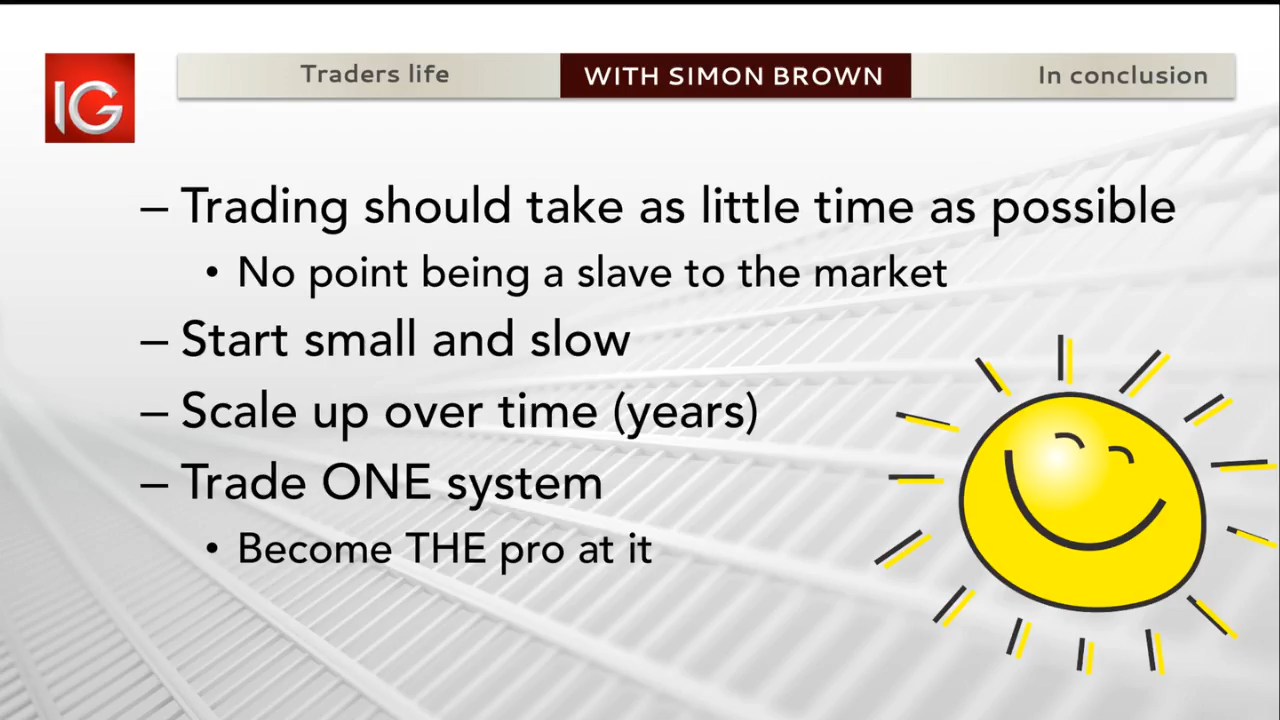 IG
Traders life
WITH SIMON BROWN
In conclusion
– Trading should take as little time as possible
• No point being a slave to the market
– Start small and slow
– Scale up over time (years)
– Trade ONE system
• Become THE pro at it